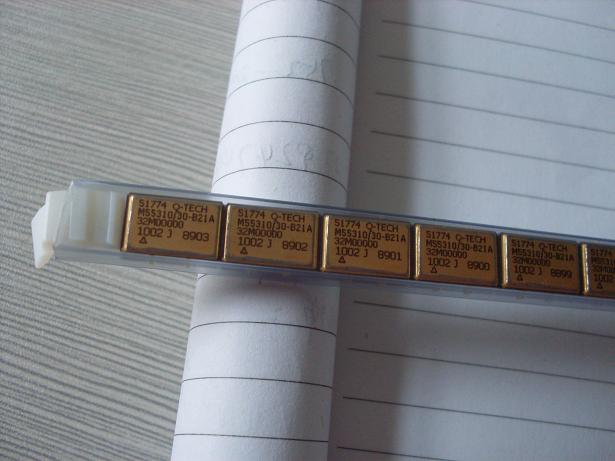 S1774 Q-TECH
M55310/30-B21A
32M00000
1002 J 8903
S1774 Q-TECH
M55310/30-B21A
32M00000
1002 J 8902
S1774 Q-TECH
M55310/30-B21A
32M00000
1002 J 8901
S1774 Q-TECH
M55310/30-B21A
32M00000
1002 J 8900
S1774 Q-TECH
M55310/30-B21A
32M00000
1002 J 8899
32M00
1002